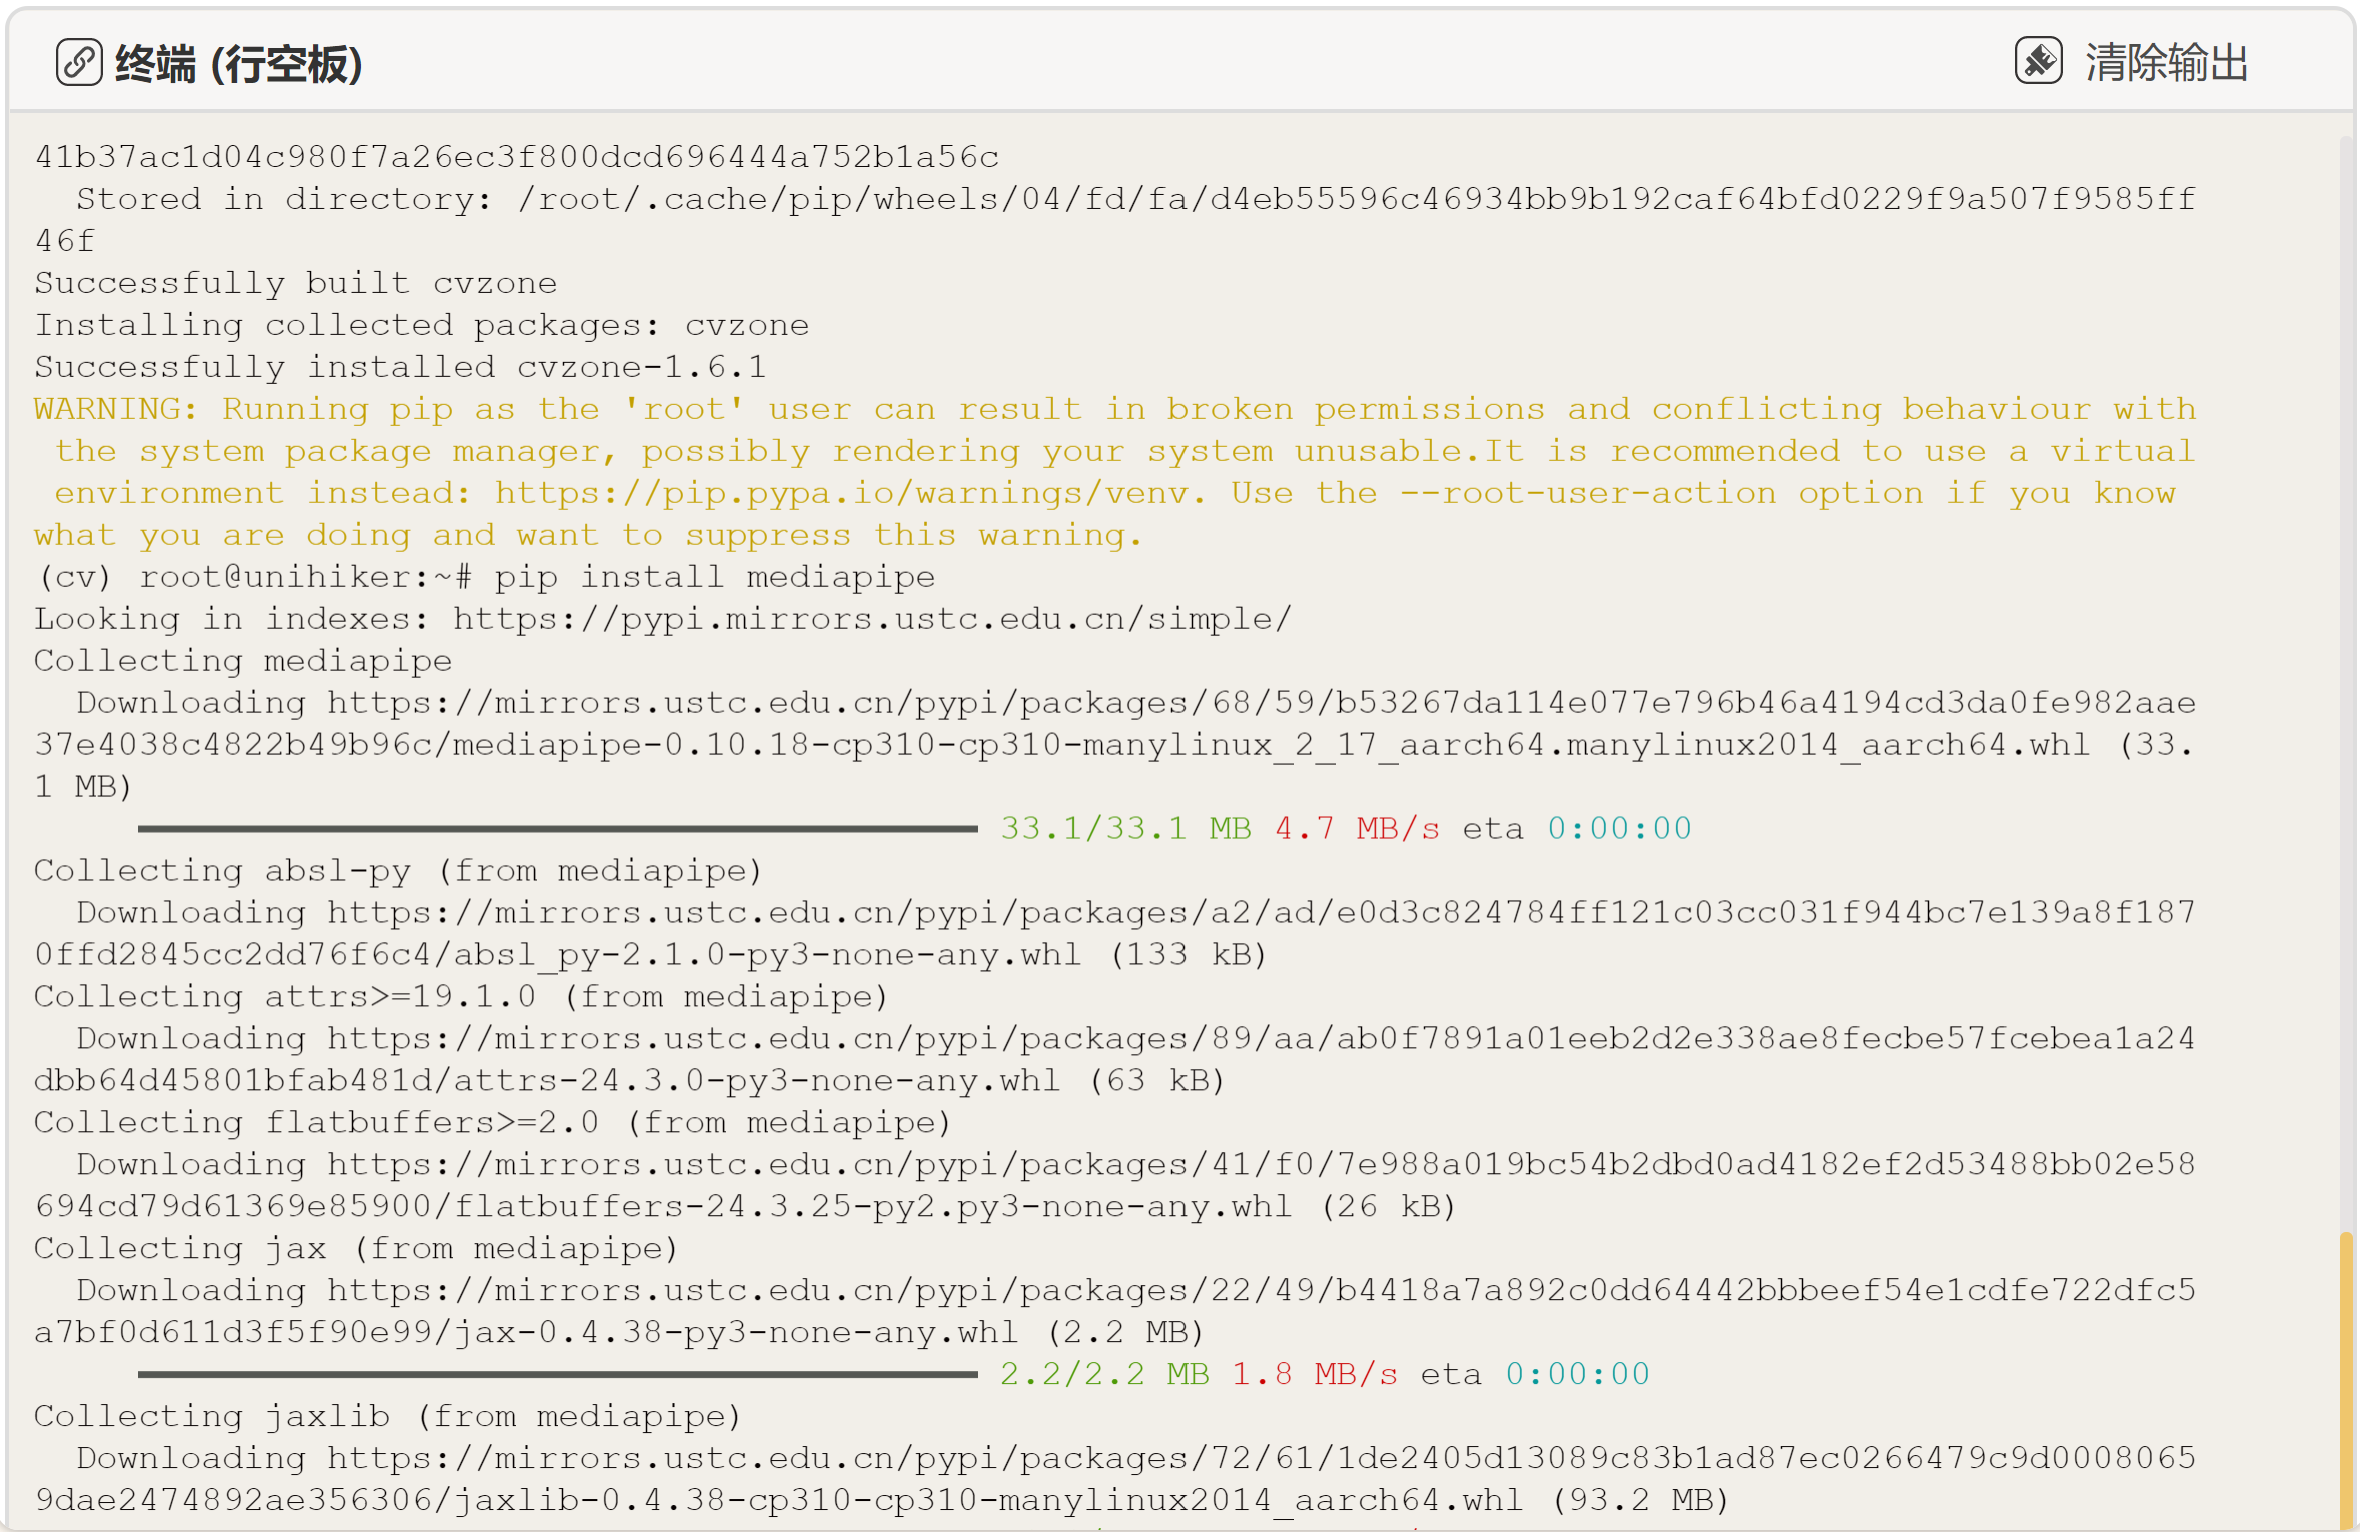 终端 (行空板)
清除输出
41b37ac1d04c980f7a26ec3f800dcd696444a752b1a56c
  Stored in directory: /root/.cache/pip/wheels/04/fd/fa/d4eb55596c46934bb9b192caf64bfd0229f9a507f9585ff
46f
Successfully built cvzone
Installing collected packages: cvzone
Successfully installed cvzone-1.6.1
WARNING: Running pip as the 'root' user can result in broken permissions and conflicting behaviour with
 the system package manager, possibly rendering your system unusable.It is recommended to use a virtual
 environment instead: https://pip.pypa.io/warnings/venv. Use the --root-user-action option if you know
what you are doing and want to suppress this warning.
(cv) root@unihiker:~# pip install mediapipe
Looking in indexes: https://pypi.mirrors.ustc.edu.cn/simple/
Collecting mediapipe
  Downloading https://mirrors.ustc.edu.cn/pypi/packages/68/59/b53267da114e077e796b46a4194cd3da0fe982aae
37e4038c4822b49b96c/mediapipe-0.10.18-cp310-cp310-manylinux_2_17_aarch64.manylinux2014_aarch64.whl (33.
1 MB)
33.1/33.1 MB 4.7 MB/s eta 0:00:00
Collecting absl-py (from mediapipe)
  Downloading https://mirrors.ustc.edu.cn/pypi/packages/a2/ad/e0d3c824784ff121c03cc031f944bc7e139a8f187
0ffd2845cc2dd76f6c4/absl_py-2.1.0-py3-none-any.whl (133 kB)
Collecting attrs>=19.1.0 (from mediapipe)
  Downloading https://mirrors.ustc.edu.cn/pypi/packages/89/aa/ab0f7891a01eeb2d2e338ae8fecbe57fcebea1a24
dbb64d45801bfab481d/attrs-24.3.0-py3-none-any.whl (63 kB)
Collecting flatbuffers>=2.0 (from mediapipe)
  Downloading https://mirrors.ustc.edu.cn/pypi/packages/41/f0/7e988a019bc54b2dbd0ad4182ef2d53488bb02e58
694cd79d61369e85900/flatbuffers-24.3.25-py2.py3-none-any.whl (26 kB)
Collecting jax (from mediapipe)
  Downloading https://mirrors.ustc.edu.cn/pypi/packages/22/49/b4418a7a892c0dd64442bbbeef54e1cdfe722dfc5
a7bf0d611d3f5f90e99/jax-0.4.38-py3-none-any.whl (2.2 MB)
2.2/2.2 MB 1.8 MB/s eta 0:00:00
Collecting jaxlib (from mediapipe)
  Downloading https://mirrors.ustc.edu.cn/pypi/packages/72/61/1de2405d13089c83b1ad87ec0266479c9d0008065
9dae2474892ae356306/jaxlib-0.4.38-cp310-cp310-manylinux2014_aarch64.whl (93.2 MB)